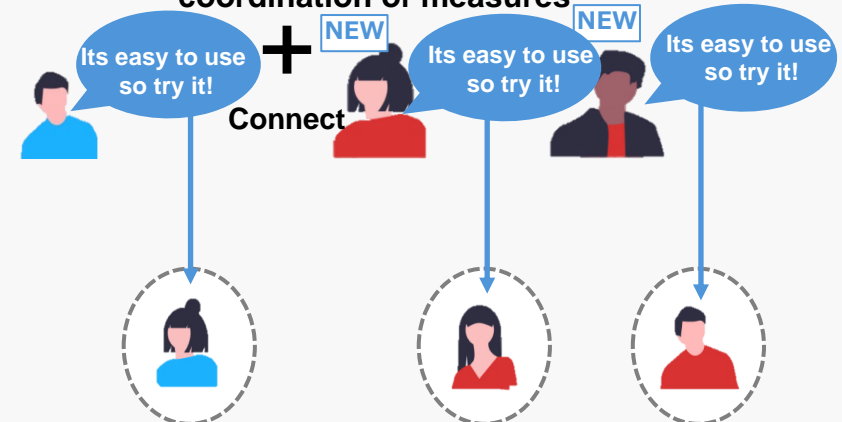 coordination of measures
NEW
NEW
Its easy to use
so try it!
Its easy to use
so try it!
Its easy to use
so try it!
+
Connect